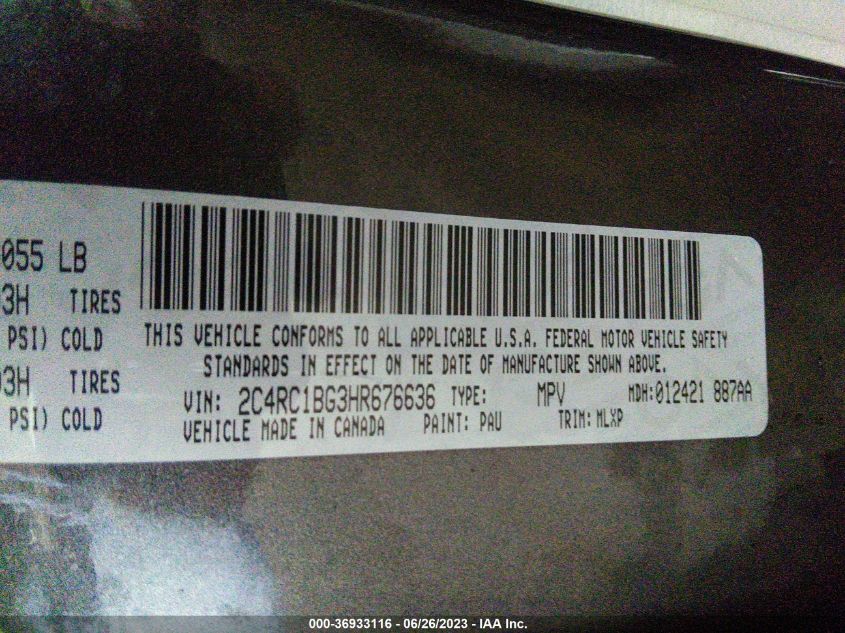 055 LB
3H TIRES
PSI) COLD
3H TIRES
PSI) COLD
THIS VEHICLE CONFORMS TO ALL APPLICABLE U.S.A. FEDERAL MOTOR VEHICLE SAFETY
STANDARDS IN EFFECT ON THE DATE OF MANUFACTURE SHOWN ABOVE.
VIN: 2C4RC1BG3HR676636 TYPE: MPV MDH:012421 887AA
VEHICLE MADE IN CANADA PAINT: PAU TRIM: MLXP
000-36933116 - 06/26/2023 - IAA Inc.